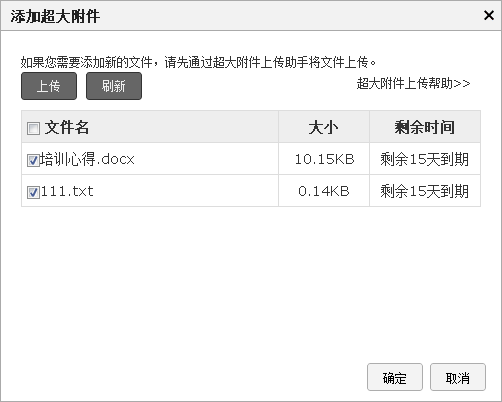 添加超大附件
如果您需要添加新的文件，请先通过超大附件上传助手将文件上传。
上传 刷新 超大附件上传帮助>>
文件名 大小 剩余时间
培训心得.docx 10.15KB 剩余15天到期
111.txt 0.14KB 剩余15天到期
确定 取消